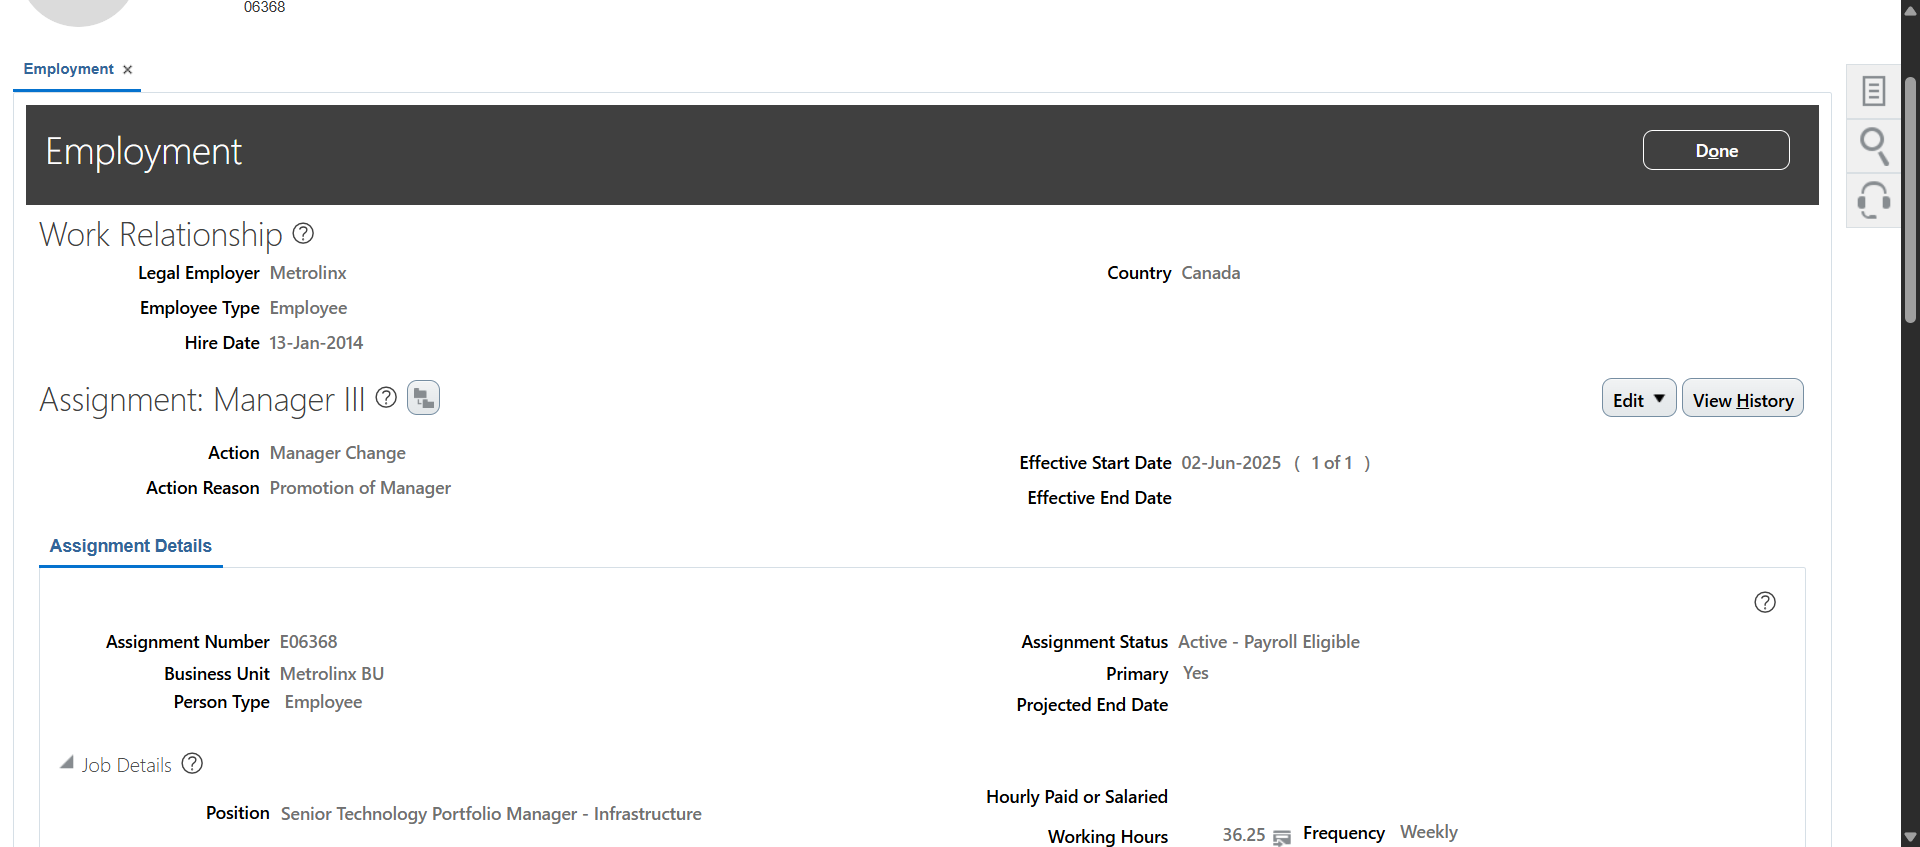 06368
Employment ×
Employment
Done
Work Relationship ?
Legal Employer Metrolinx
Country Canada
Employee Type Employee
Hire Date 13-Jan-2014
Assignment: Manager III ?
Edit ▼ View History
Action Manager Change
Effective Start Date 02-Jun-2025 ( 1 of 1 )
Action Reason Promotion of Manager
Effective End Date
Assignment Details
?
Assignment Number E06368
Assignment Status Active - Payroll Eligible
Business Unit Metrolinx BU
Primary Yes
Person Type Employee
Projected End Date
Job Details ?
Hourly Paid or Salaried
Position Senior Technology Portfolio Manager - Infrastructure
Working Hours 36.25 Frequency Weekly